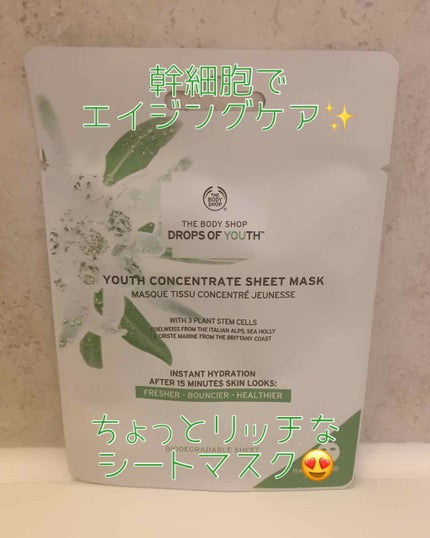 幹細胞で
エイジングケア✨
THE
BODY
SHOP
THE BODY SHOP
DROPS OF YOUTH™
YOUTH CONCENTRATE SHEET MASK
MASQUE TISSU CONCENTRÉ JEUNESSE
WITH 3 PLANT STEM CELLS
EDELWEISS FROM THE ITALIAN ALPS, SEA HOLLY
& CRISTE MARINE FROM THE BRITTANY COAST
INSTANT HYDRATION
AFTER 15 MINUTES SKIN LOOKS:
FRESHER - BOUNCIER - HEALTHIER
ちょっとリッチな
BIODEGRADABLE SHEET
シートマスク😍